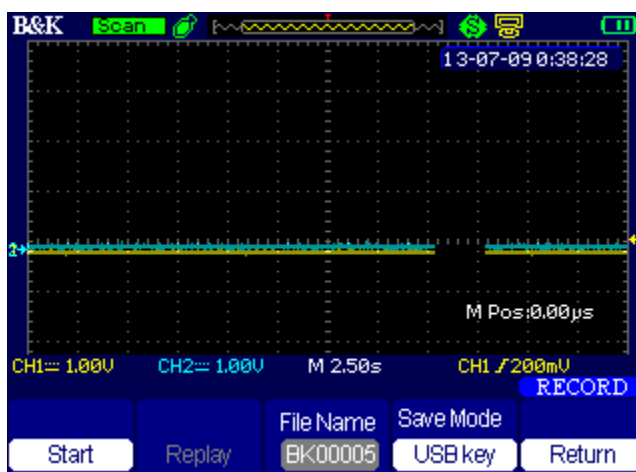 B&K Scan S
13-07-09 0:38:28
2
M Pos:0.00µs
CH1 1.00V CH2 1.00V M 2.50s CH1 200mV
RECORD
File Name Save Mode
Start Replay BK00005 USB key Return